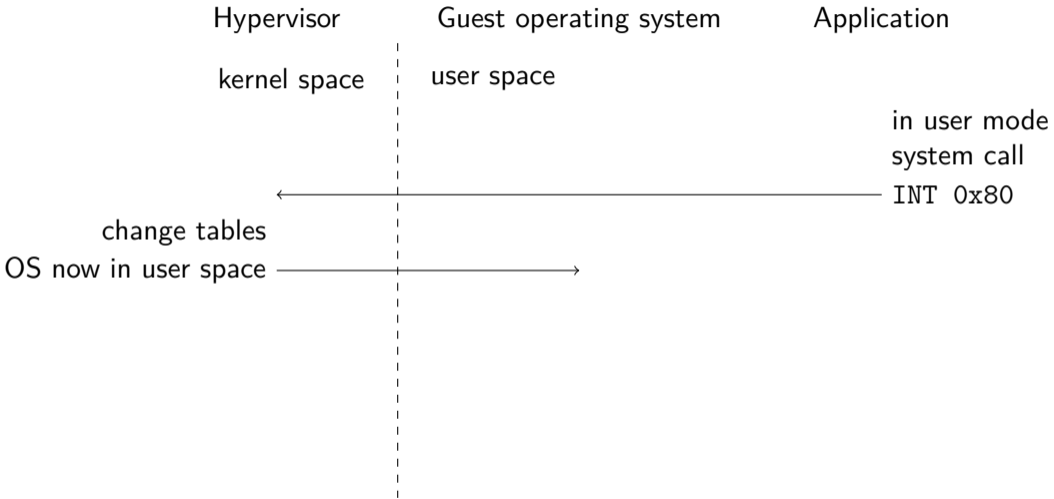 Hypervisor Guest operating system Application
kernel space user space
in user mode
system call
INT 0x80
change tables
OS now in user space